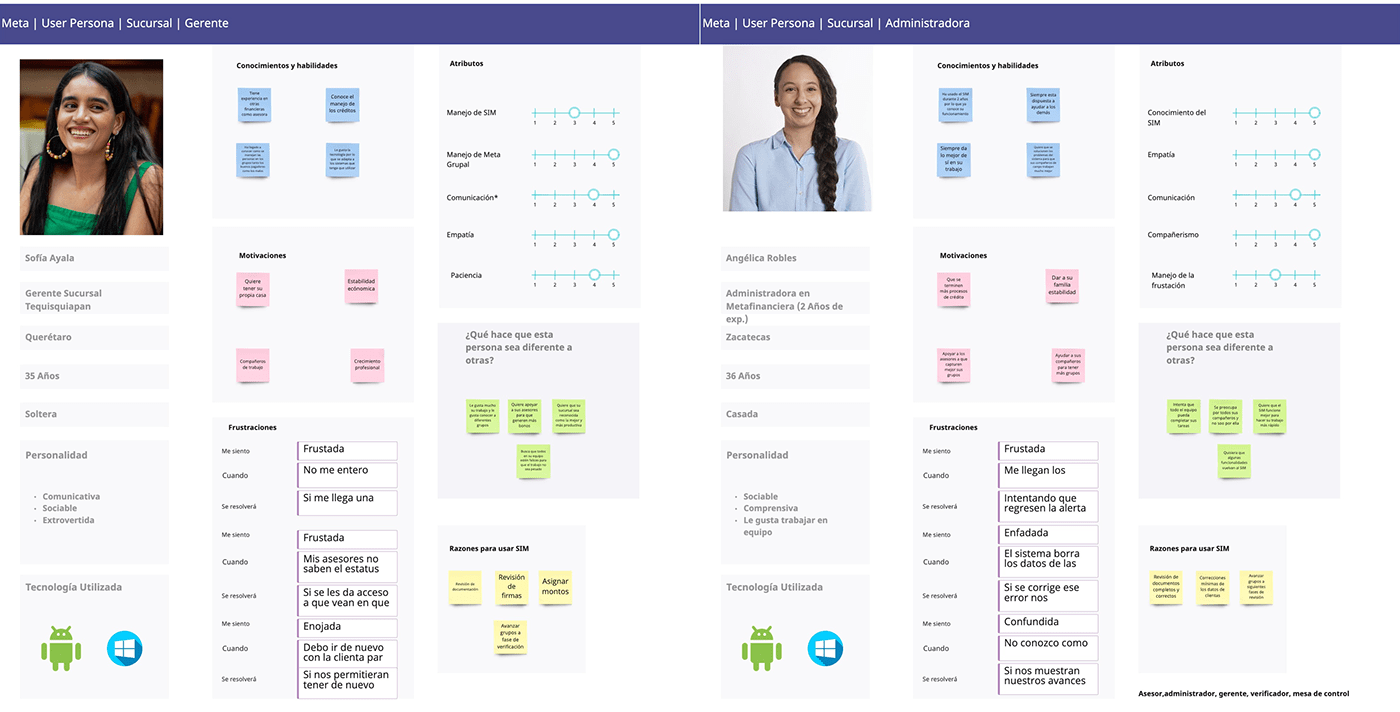 Meta | User Persona | Sucursal | Gerente
Sofía Ayala
Gerente Sucursal
Tequisquiapan
Querétaro
35 Años
Soltera
Personalidad
· Comunicativa
· Sociable
· Extrovertida
Tecnología Utilizada
Conocimientos y habilidades
Tiene
experiencia en
otras
financieras
como asesora
Conoce el
manejo de
los créditos
Le gusta la
tecnología por lo
que se adapta
a los sistemas que
tenga que utilizar
Motivaciones
Quiere
tener su
propia casa
Estabilidad
económica
Compañeros
de trabajo
Crecimiento
profesional
Frustraciones
Me siento
Frustada
Cuando
No me entero
Se resolverá
Si me llega una
Me siento
Frustada
Cuando
Mis asesores no
saben el estatus
Se resolverá
Si se les da acceso
a que vean en que
Me siento
Enojada
Cuando
Debo ir de nuevo
con la clienta par
Se resolverá
Si nos permitieran
tener de nuevo
Atributos
Manejo de SIM
1 2 3 4 5
Manejo de Meta
Grupal
1 2 3 4 5
Comunicación*
1 2 3 4 5
Empatía
1 2 3 4 5
Paciencia
1 2 3 4 5
¿Qué hace que esta
persona sea diferente a
otras?
Le gusta mucho
su trabajo y le
gusta conocer a
diferentes
grupos
Quiere apoyar
a sus asesores
para que
generen más
bonos
Quiere que su
sucursal sea
reconocida
como la mejor y
más productiva
Busca que todos
en su equipo
estén felices para
que el trabajo no
sea pesado
Razones para usar SIM
Revisión de
documentación
Revisión
de
firmas
Asignar
montos
Avanzar
grupos a
fase de
verificación
Meta | User Persona | Sucursal | Administradora
Angélica Robles
Administradora en
Metafinanciera (2 Años de
exp.)
Zacatecas
36 Años
Casada
Personalidad
· Sociable
· Comprensiva
· Le gusta trabajar en
equipo
Tecnología Utilizada
Conocimientos y habilidades
Ha usado el SIM
durante 2 años
por lo que ya
conoce su
funcionamiento
Siempre esta
dispuesta a
ayudar a los
demás
Siempre da
lo mejor de
sí en su
trabajo
Motivaciones
Que se
terminen
más procesos
de crédito
Dar a su
familia
estabilidad
Apoyar a los
asesores a que
capturen
mejor sus
grupos
Ayudar a sus
compañeros
para tener
más grupos
Frustraciones
Me siento
Frustada
Cuando
Me llegan los
Se resolverá
Intentando que
regresen la alerta
Me siento
Enfadada
Cuando
El sistema borra
los datos de las
Se resolverá
Si se corrige ese
error nos
Me siento
Confundida
Cuando
No conozco como
Se resolverá
Si nos muestran
nuestros avances
Atributos
Conocimiento del
SIM
1 2 3 4 5
Empatía
1 2 3 4 5
Comunicación
1 2 3 4 5
Compañerismo
1 2 3 4 5
Manejo de la
frustación
1 2 3 4 5
¿Qué hace que esta
persona sea diferente a
otras?
Intenta que
todo el equipo
pueda
completar sus
tareas
Se preocupa
por todos sus
compañeros y
no soo por ella
Quiere que el
SIM funcione
mejor para
hacer su trabajo
más rápido
Quisiera que
algunas
funcionalidades
vuelvan al SIM
Razones para usar SIM
Revisión de
documentos
completos y
correctos
Correcciones
mínimas de
los datos de
clientas
Avanzar
grupo a
siguientes
fases de
revisión
Asesor,administrador, gerente, verificador, mesa de control